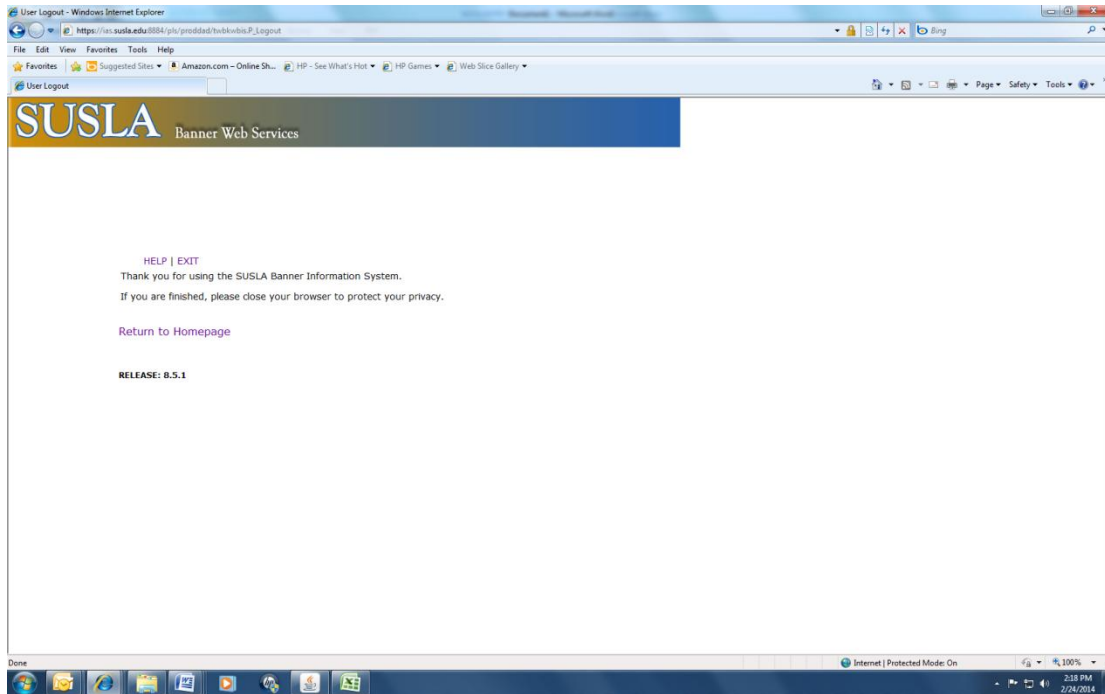 User Logout - Windows Internet Explorer
https://ias.susla.edu:8884/pls/proddad/twbkwbis.P_Logout
Bing
File Edit View Favorites Tools Help
Favorites Suggested Sites Amazon.com – Online Sh... HP - See What's Hot HP Games Web Slice Gallery
User Logout
Page Safety Tools
SUSLA Banner Web Services
HELP | EXIT
Thank you for using the SUSLA Banner Information System.
If you are finished, please close your browser to protect your privacy.
Return to Homepage
RELEASE: 8.5.1
Done
Internet | Protected Mode: On
100%
2:18 PM
2/24/2014